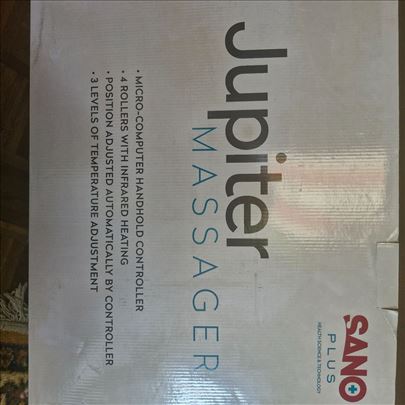 SANO
PLUS
HEALTH SCIENCE & TECHNOLOGY
Jupiter
MASSAGER
• MICRO-COMPUTER HANDHOLD CONTROLLER
• 4 ROLLERS WITH INFRARED HEATING
• POSITION ADJUSTED AUTOMATICALLY BY CONTROLLER
• 3 LEVELS OF TEMPERATURE ADJUSTMENT